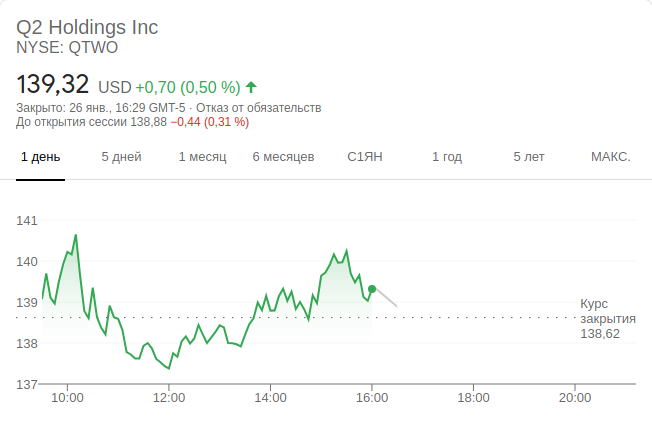 Q2 Holdings Inc
NYSE: QTWO
139,32 USD +0,70 (0,50 %)
Закрыто: 26 янв., 16:29 GMT-5 · Отказ от обязательств
До открытия сессии 138,88 −0,44 (0,31 %)
1 день 5 дней 1 месяц 6 месяцев С1ЯН 1 год 5 лет МАКС.
141
140
139
138
137
Курс
закрытия
138,62
10:00 12:00 14:00 16:00 18:00 20:00